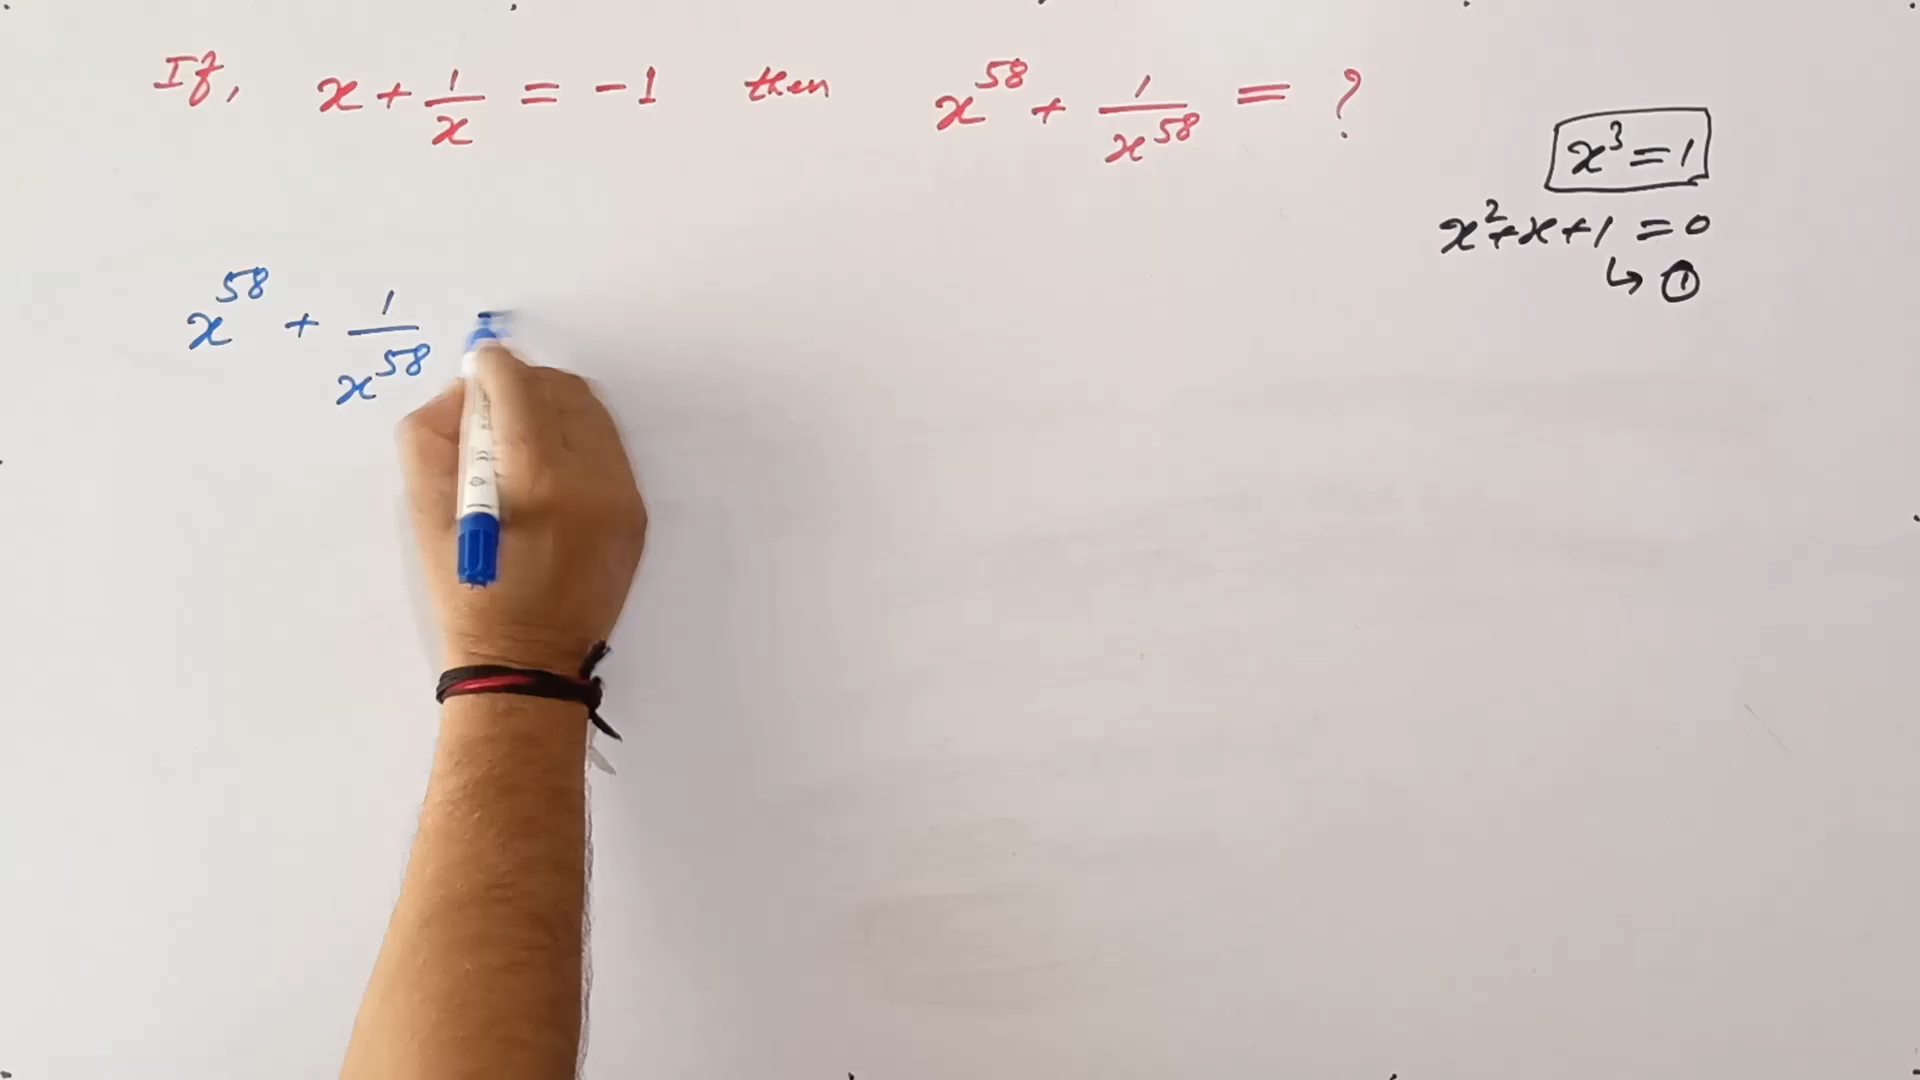 If, x + 1/x = -1 then x^58 + 1/x^58 = ?
x^3 = 1
x^2 + x + 1 = 0
↳ ①
x^58 + 1/x^58